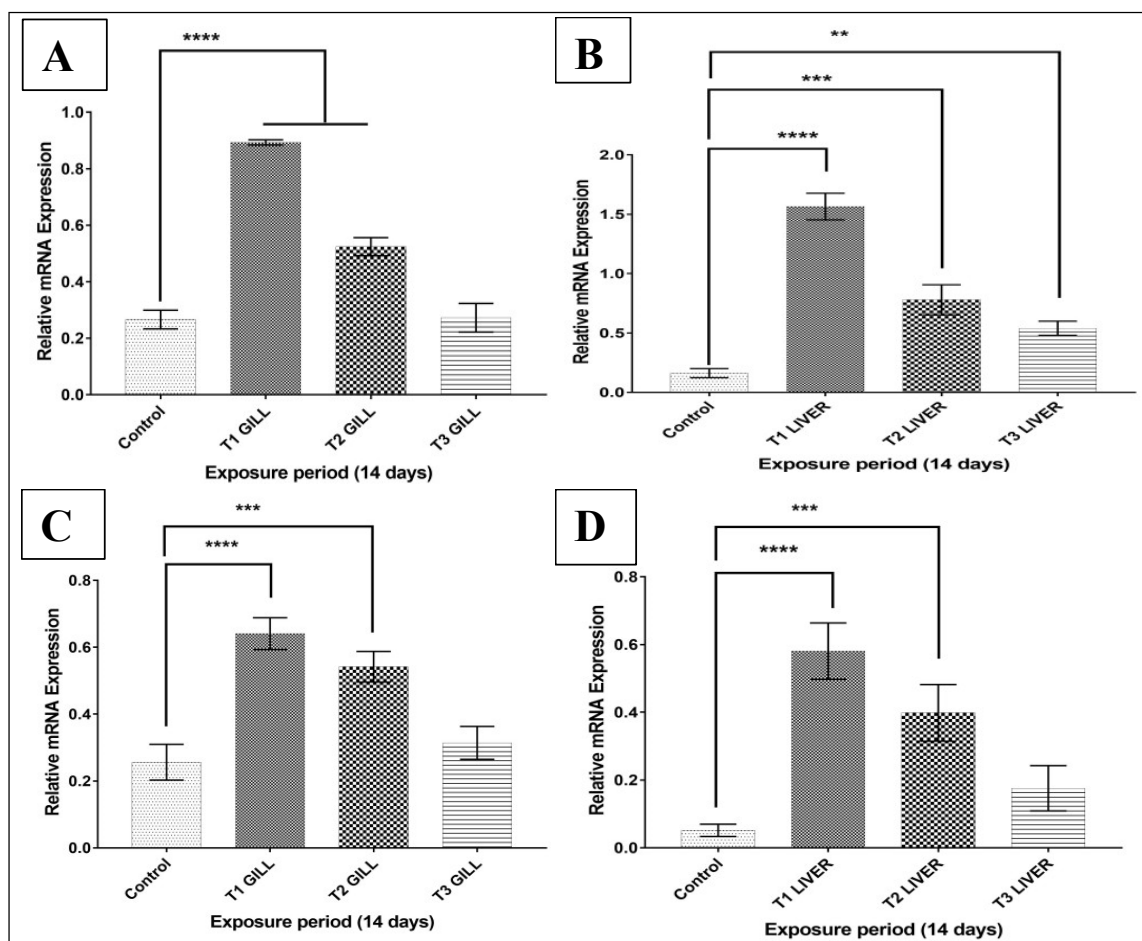 A
****
Relative mRNA Expression
1.0
0.8
0.6
0.4
0.2
0.0
Control
T1 GILL
T2 GILL
T3 GILL
Exposure period (14 days)
B
**
***
****
Relative mRNA Expression
2.0
1.5
1.0
0.5
0.0
Control
T1 LIVER
T2 LIVER
T3 LIVER
Exposure period (14 days)
C
***
****
Relative mRNA Expression
0.8
0.6
0.4
0.2
0.0
Control
T1 GILL
T2 GILL
T3 GILL
Exposure period (14 days)
D
***
****
Relative mRNA Expression
0.8
0.6
0.4
0.2
0.0
Control
T1 LIVER
T2 LIVER
T3 LIVER
Exposure period (14 days)